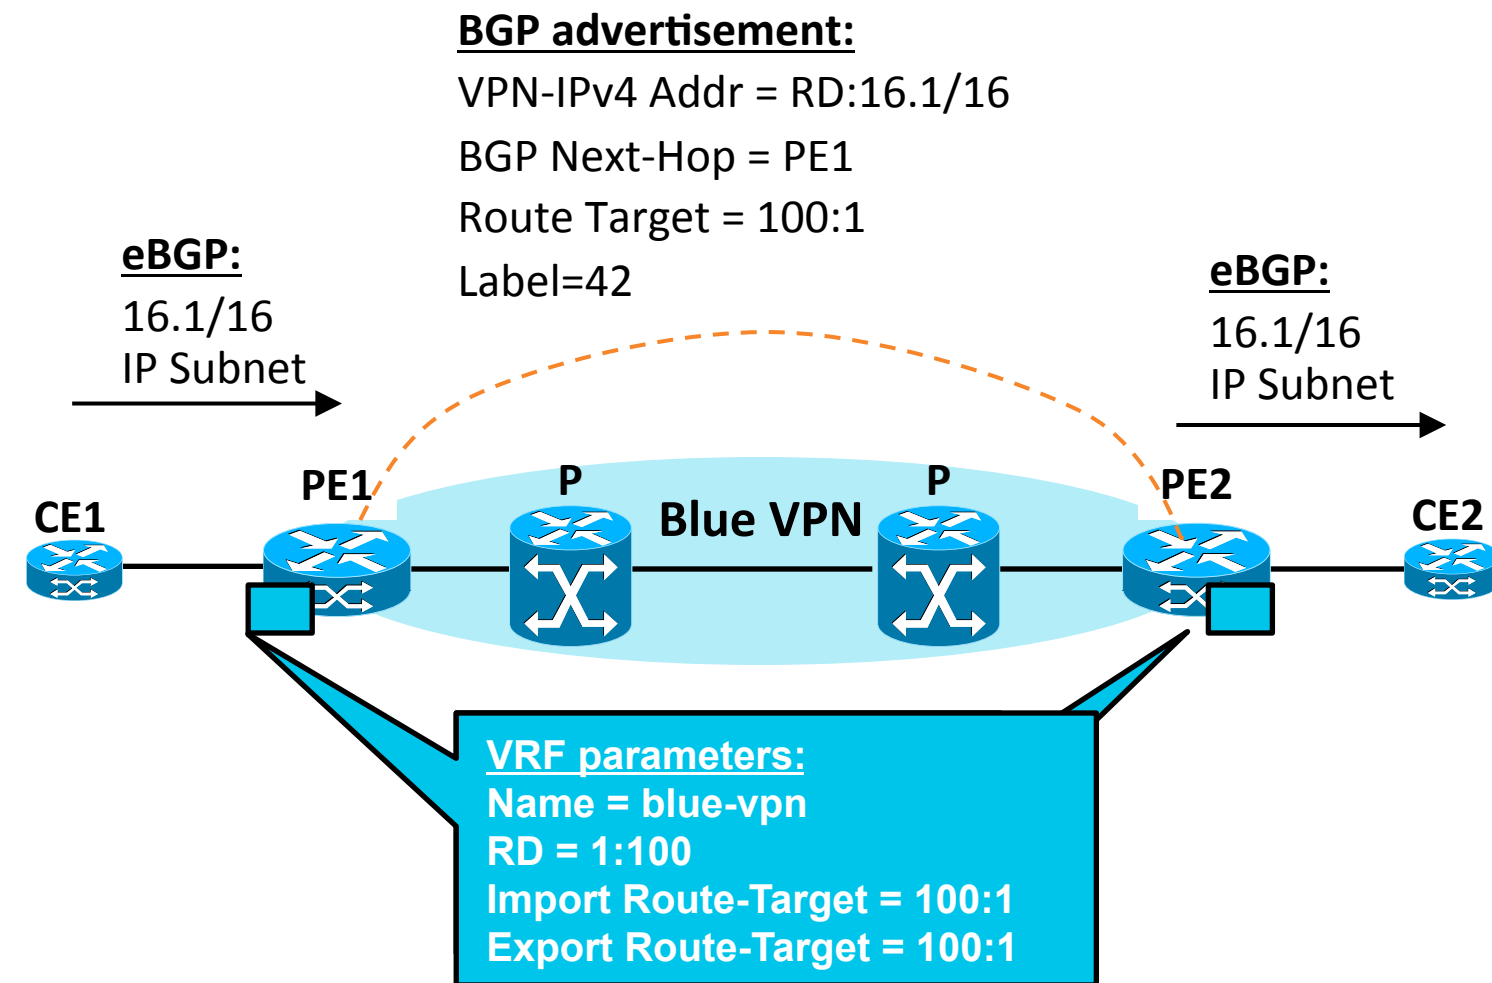 BGP advertisement:
VPN-IPv4 Addr = RD:16.1/16
BGP Next-Hop = PE1
Route Target = 100:1
Label=42
eBGP:
16.1/16
IP Subnet
eBGP:
16.1/16
IP Subnet
CE1
PE1
P
Blue VPN
P
PE2
CE2
VRF parameters:
Name = blue-vpn
RD = 1:100
Import Route-Target = 100:1
Export Route-Target = 100:1